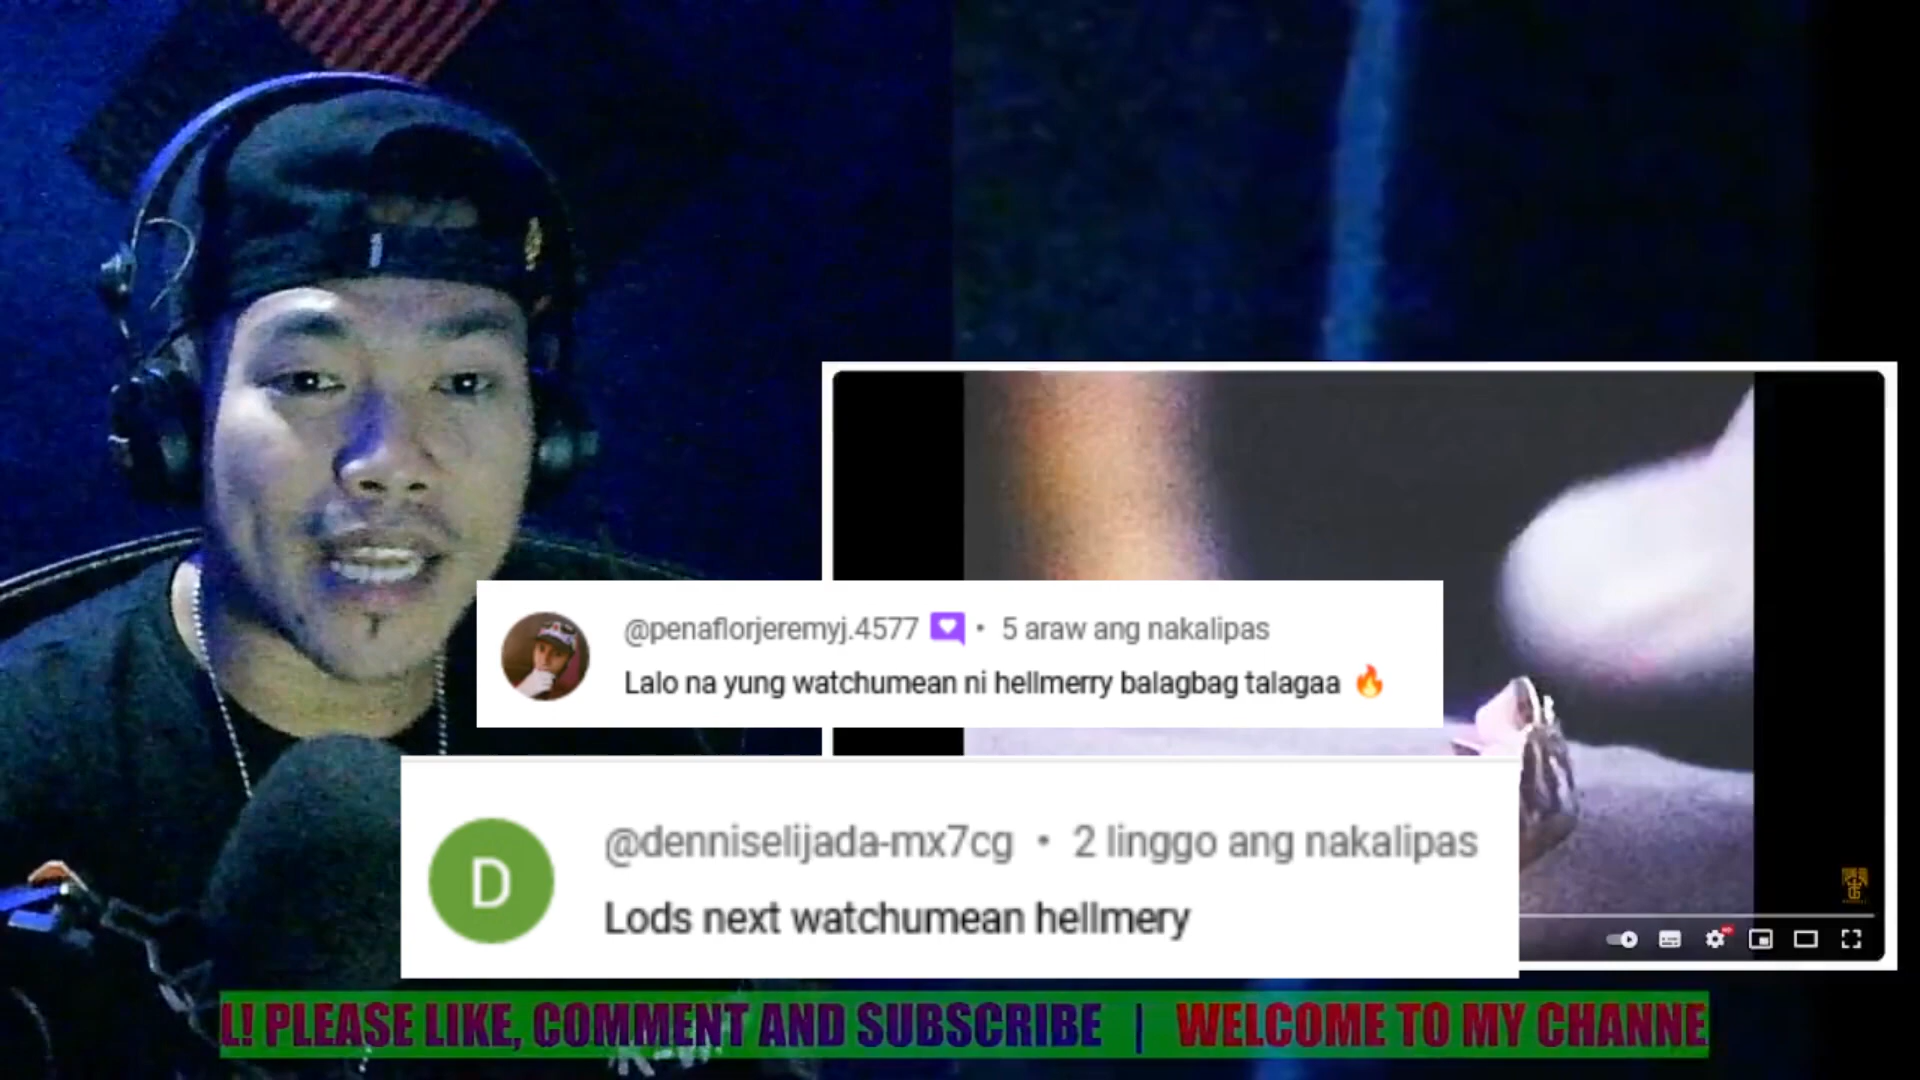 @penaflorjeremyj.4577 • 5 araw ang nakalipas
Lalo na yung watchumean ni hellmerry balagbag talagaa 🔥
D
@denniselijada-mx7cg • 2 linggo ang nakalipas
Lods next watchumean hellmery
L! PLEASE LIKE, COMMENT AND SUBSCRIBE | WELCOME TO MY CHANNE